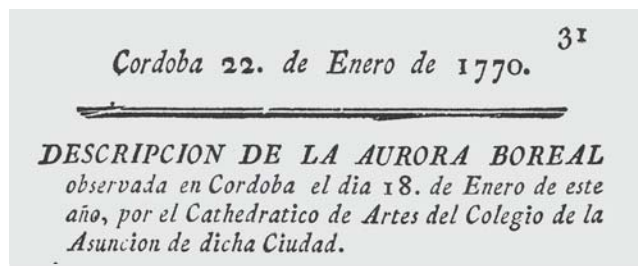 31
Cordoba 22. de Enero de 1770.
DESCRIPCION DE LA AURORA BOREAL
observada en Cordoba el dia 18. de Enero de este
año, por el Cathedratico de Artes del Colegio de la
Asuncion de dicha Ciudad.